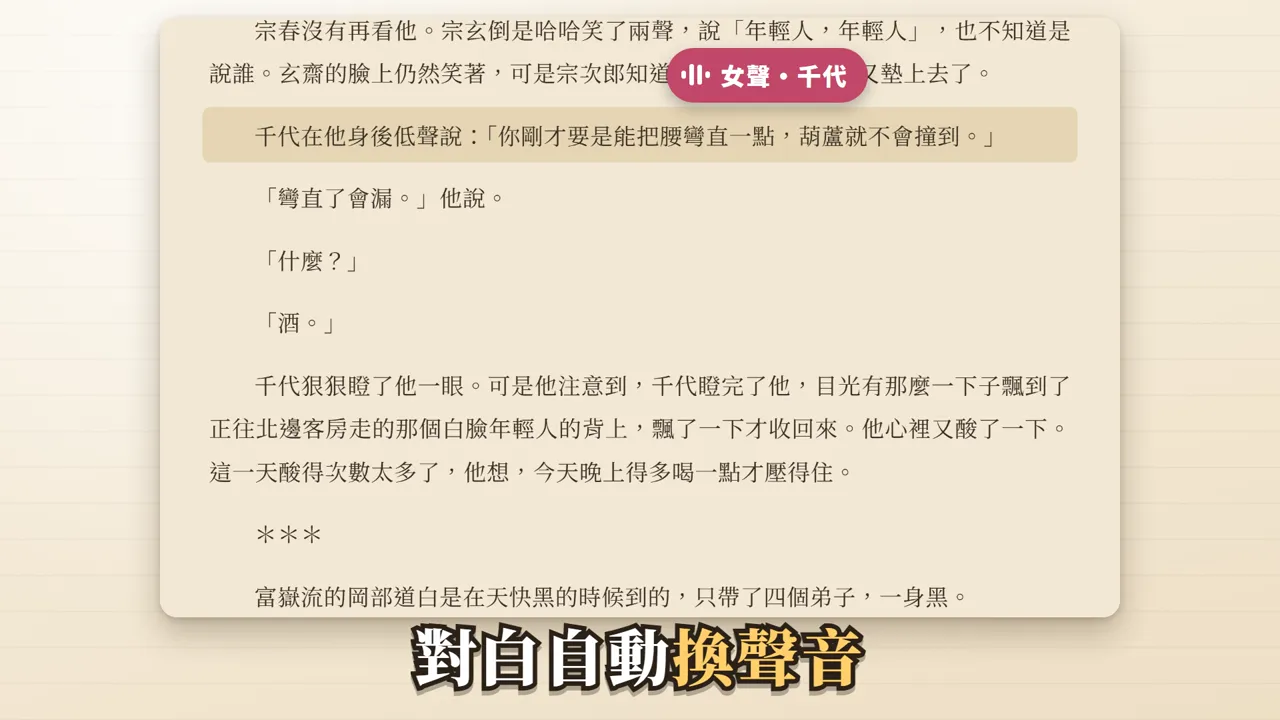 宗春沒有再看他。宗玄倒是哈哈笑了兩聲，說「年輕人，年輕人」，也不知道是
說誰。玄齋的臉上仍然笑著，可是宗次郎知道
女聲・千代
又墊上去了。
千代在他身後低聲說：「你剛才要是能把腰彎直一點，葫蘆就不會撞到。」
「彎直了會漏。」他說。
「什麼？」
「酒。」
千代狠狠瞪了他一眼。可是他注意到，千代瞪完了他，目光有那麼一下子飄到了
正往北邊客房走的那個白臉年輕人的背上，飄了一下才收回來。他心裡又酸了一下。
這一天酸得次數太多了，他想，今天晚上得多喝一點才壓得住。
＊＊＊
富嶽流的岡部道白是在天快黑的時候到的，只帶了四個弟子，一身黑。
對白自動換聲音